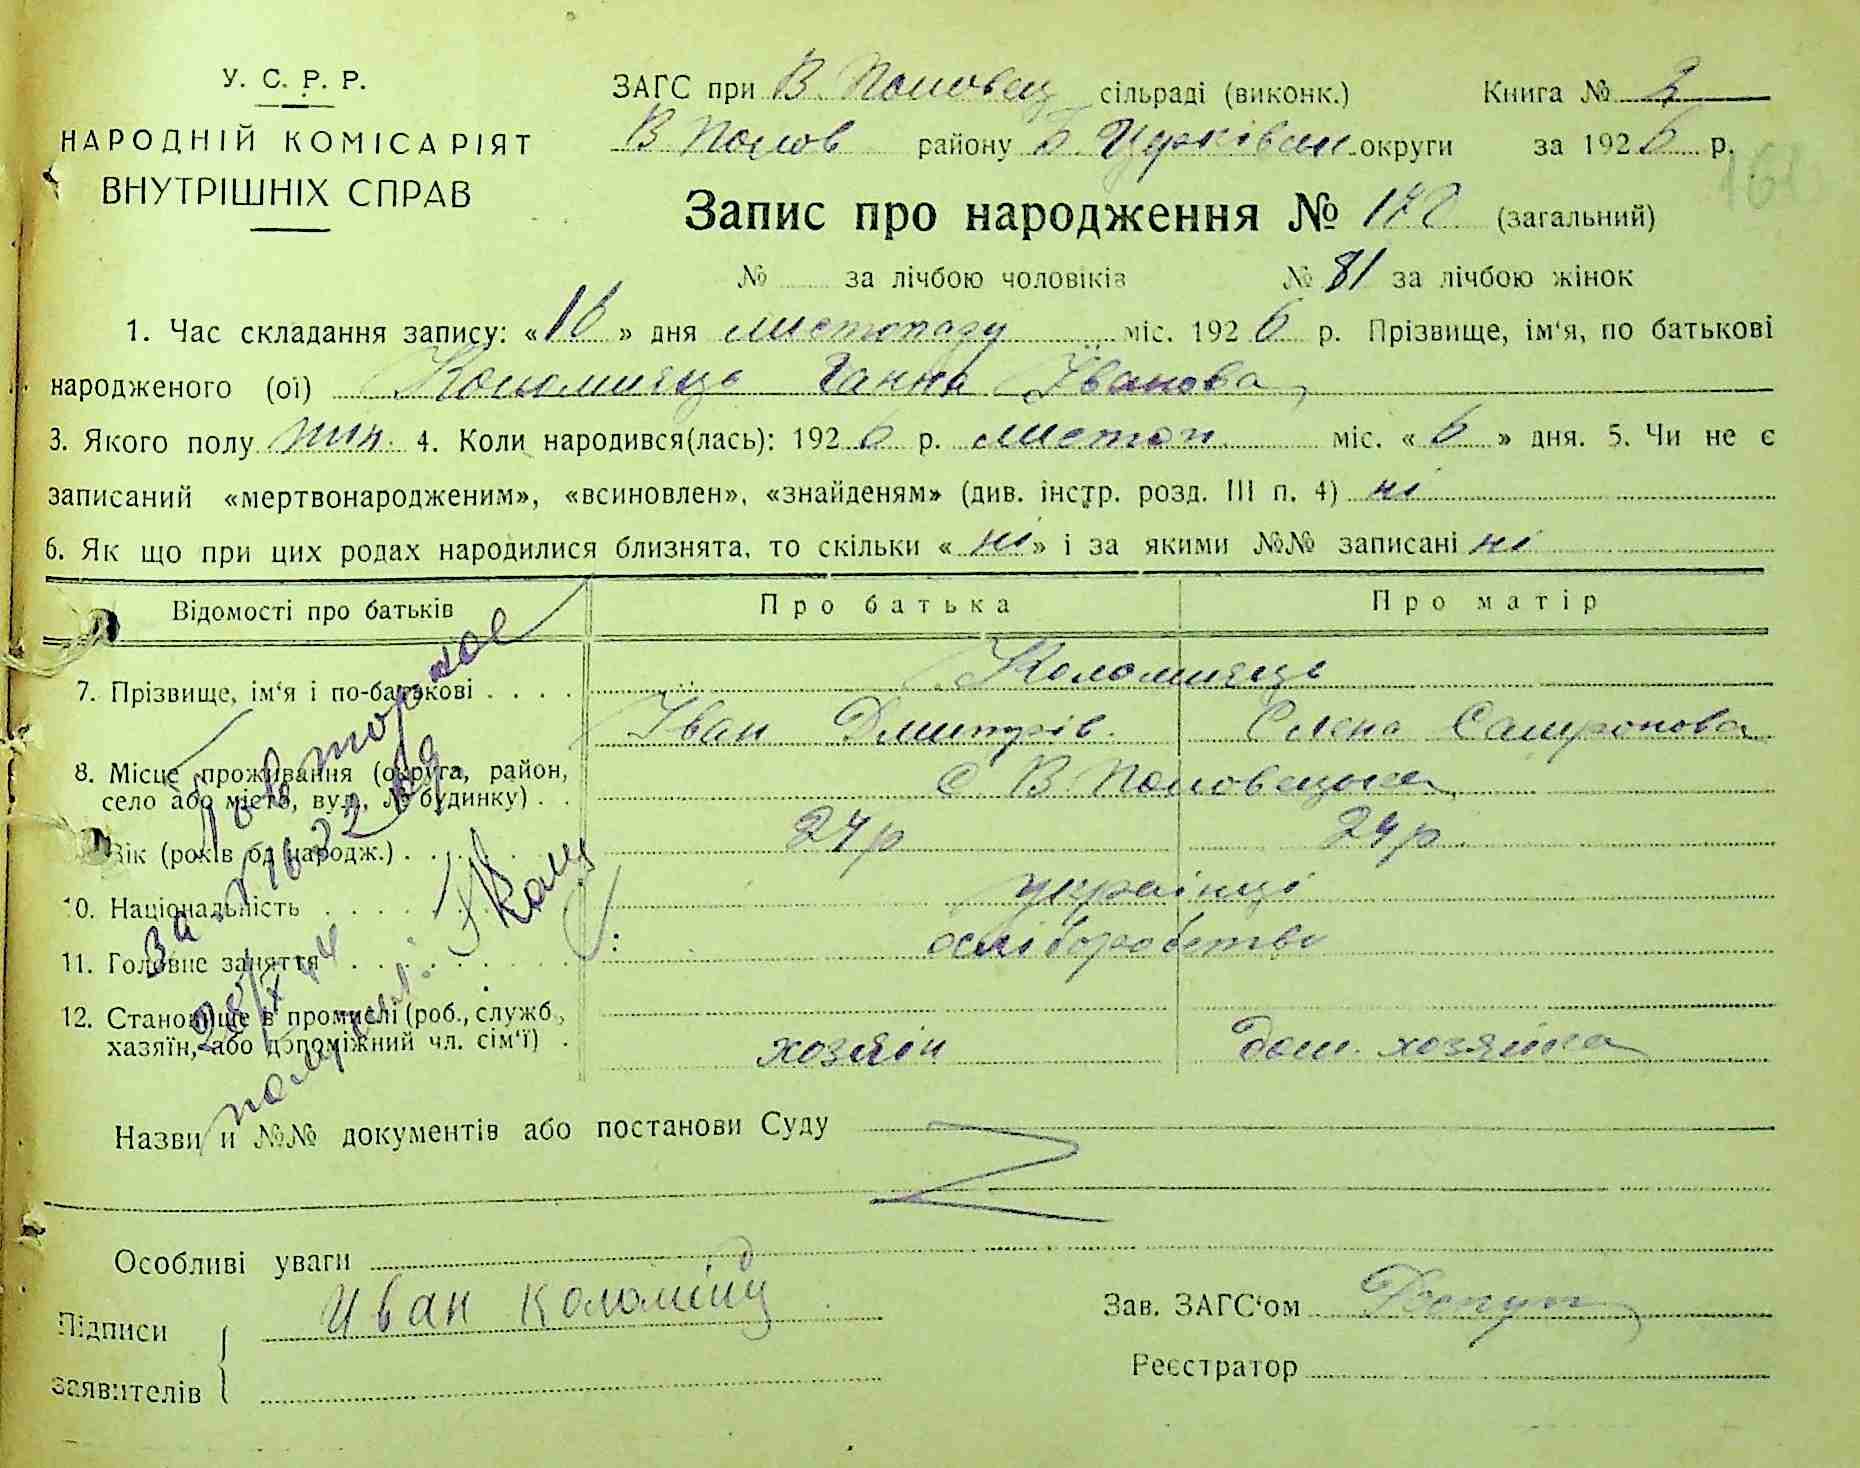 У. С. Р. Р.
НАРОДНІЙ КОМІСАРІЯТ
ВНУТРІШНІХ СПРАВ
ЗАГС при В. Половец сільраді (виконк.) Книга № 2
В Полов району Б. Церківськ округи за 1926 р.
Запис про народження № 170 (загальний)
№ за лічбою чоловіків № 81 за лічбою жінок
1. Час складання запису: «16» дня листопаду міс. 1926 р. Прізвище, ім'я, по батькові
народженого (ої) Коломиець Ганна Іванова
3. Якого полу жін. 4. Коли народився(лась): 1926 р. листоп. міс. «6» дня. 5. Чи не є
записаний «мертвонародженим», «всиновлен», «знайденям» (див. інстр. розд. III п. 4) ні
6. Як що при цих родах народилися близнята, то скільки «ні» і за якими №№ записані ні
Відомості про батьків Про батька Про матір
7. Прізвище, ім'я і по-батькові Коломиець
Іван Дмитрів. Елена Сафронова
8. Місце проживання (округа, район,
село або місто, вул., № будинку) с. В Половецька
Вік (років од народж.) 24 р 24 р.
10. Національність українці
11. Головне заняття
12. Становище в промислі (роб., служб.,
хазяїн, або допоміжний чл. сім'ї) хозяїн дом. хозяйка
Повторное
Назви и №№ документів або постанови Суду
Особливі уваги
Підписи Иван
заявителів
Зав. ЗАГС'ом
Реєстратор